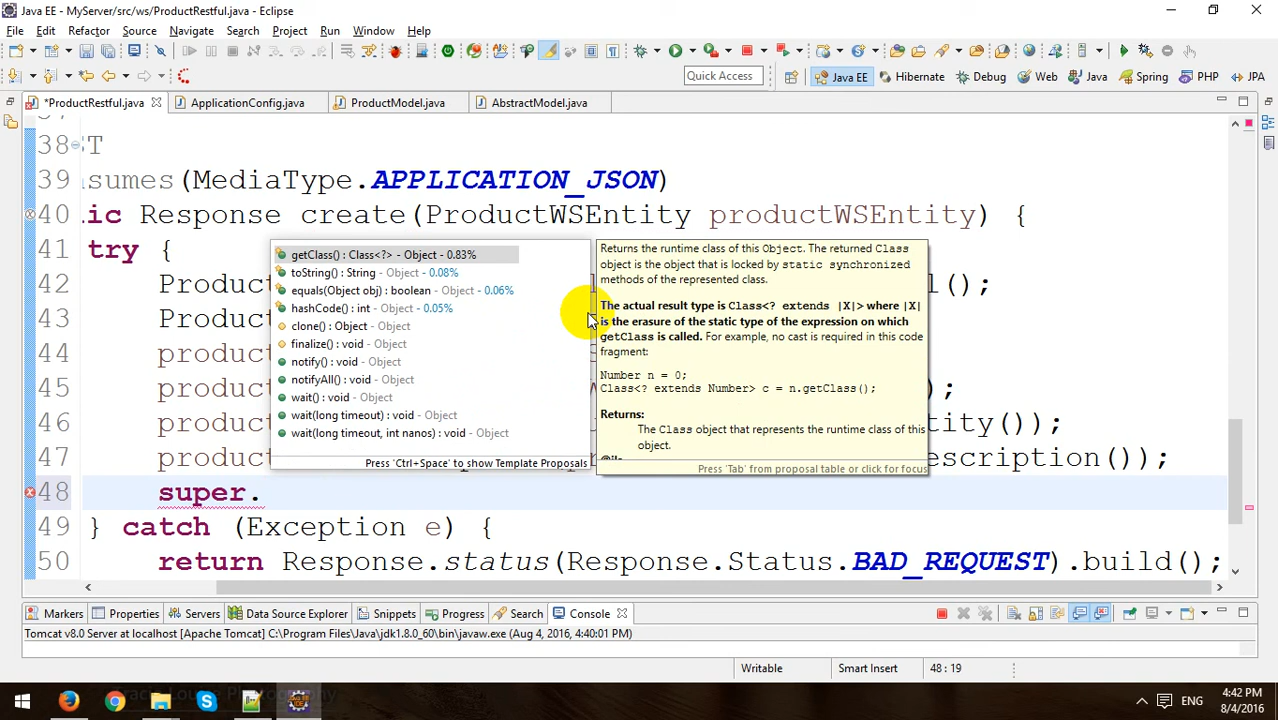 Java EE - MyServer/src/ws/ProductRestful.java - Eclipse
File Edit Refactor Source Navigate Search Project Run Window Help
Quick Access Java EE Hibernate Debug Web Java Spring PHP JPA
*ProductRestful.java ApplicationConfig.java ProductModel.java AbstractModel.java
38 ST
39 nsumes(MediaType.APPLICATION_JSON)
40 lic Response create(ProductWSEntity productWSEntity) {
41 try {
42 Produc l();
43 Produc
44 produc
45 produc );
46 produc tity());
47 produc escription());
48 super.
49 } catch (Exception e) {
50 return Response.status(Response.Status.BAD_REQUEST).build();
getClass() : Class<?> - Object - 0.83%
toString() : String - Object - 0.08%
equals(Object obj) : boolean - Object - 0.06%
hashCode() : int - Object - 0.05%
clone() : Object - Object
finalize() : void - Object
notify() : void - Object
notifyAll() : void - Object
wait() : void - Object
wait(long timeout) : void - Object
wait(long timeout, int nanos) : void - Object
Press 'Ctrl+Space' to show Template Proposals
Returns the runtime class of this Object. The returned Class
object is the object that is locked by static synchronized
methods of the represented class.
The actual result type is Class<? extends |X|> where |X|
is the erasure of the static type of the expression on which
getClass is called. For example, no cast is required in this code
fragment:
Number n = 0;
Class<? extends Number> c = n.getClass();
Returns:
The Class object that represents the runtime class of this
object.
Press 'Tab' from proposal table or click for focus
Markers Properties Servers Data Source Explorer Snippets Progress Search Console
Tomcat v8.0 Server at localhost [Apache Tomcat] C:\Program Files\Java\jdk1.8.0_60\bin\javaw.exe (Aug 4, 2016, 4:40:01 PM)
Writable Smart Insert 48 : 19
ENG
4:42 PM
8/4/2016